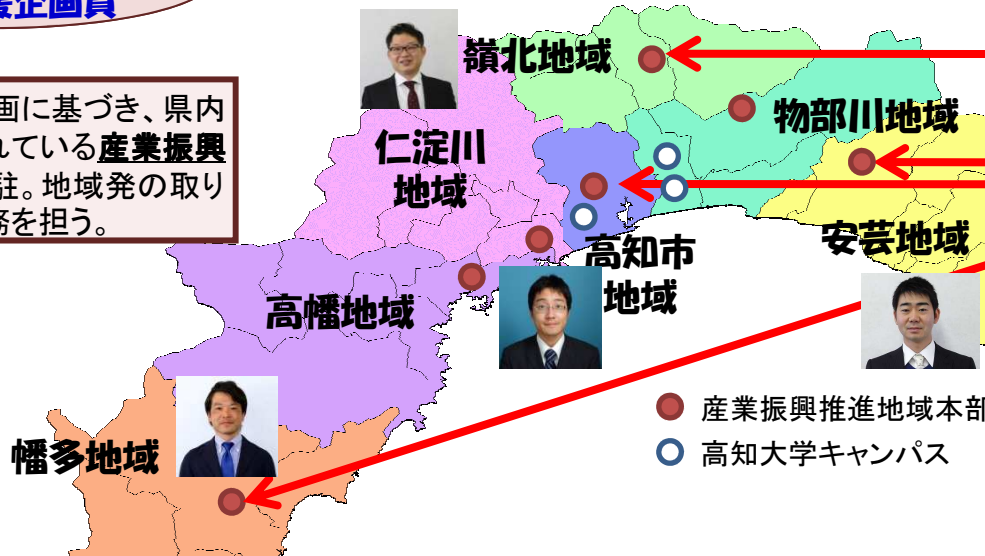 企画員
画に基づき、県内
れている産業振興
駐。地域発の取り
務を担う。
嶺北地域
物部川地域
仁淀川
地域
安芸地域
高知市
地域
高幡地域
幡多地域
産業振興推進地域本部
高知大学キャンパス